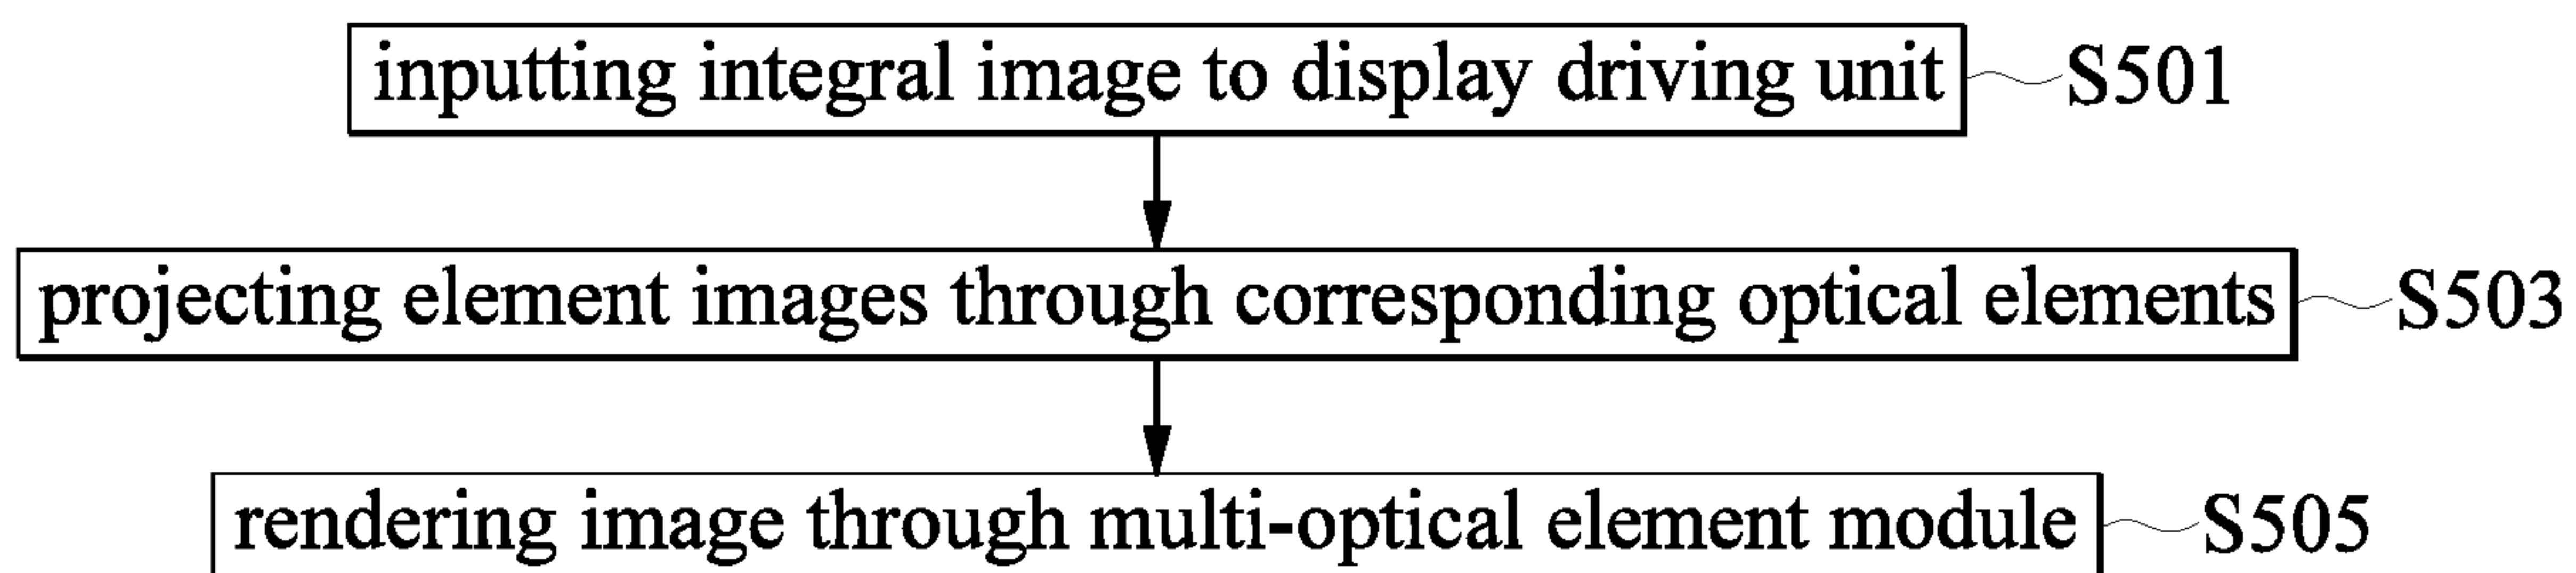 inputting integral image to display driving unit S501
projecting element images through corresponding optical elements S503
rendering image through multi-optical element module S505